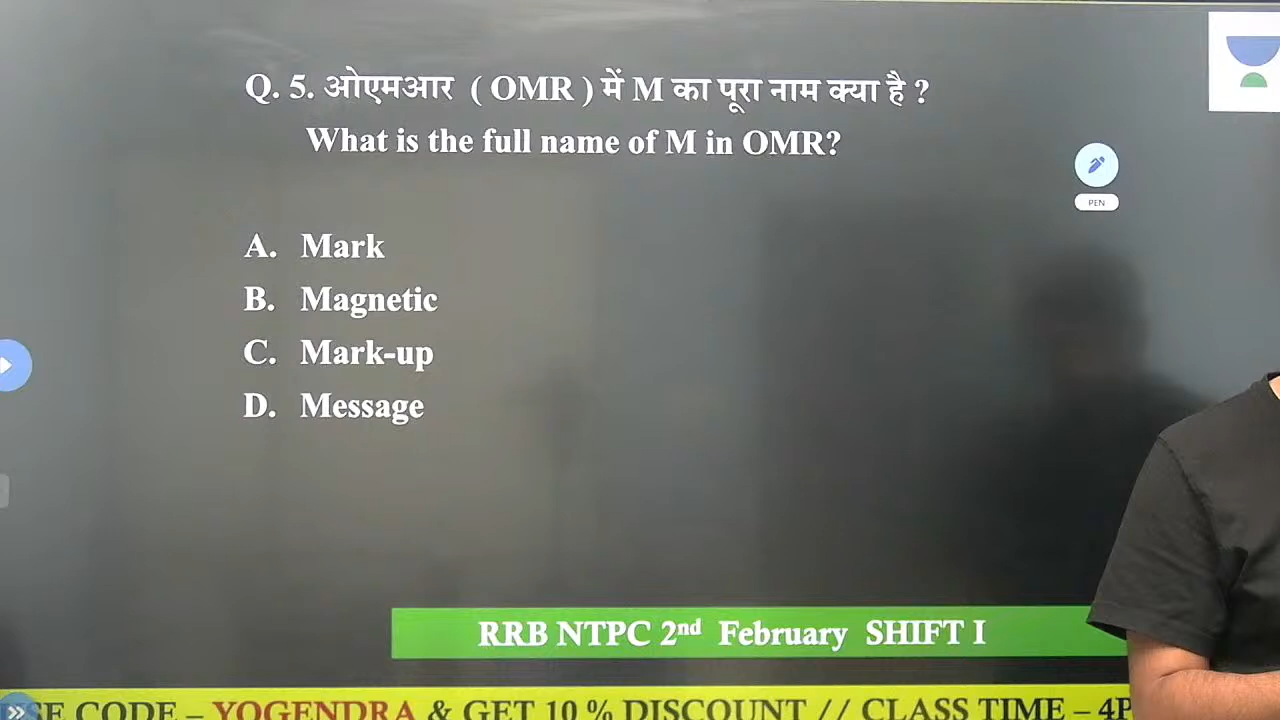 Q. 5. ओएमआर ( OMR ) में M का पूरा नाम क्या है ?
What is the full name of M in OMR?
PEN
A. Mark
B. Magnetic
C. Mark-up
D. Message
RRB NTPC 2nd February SHIFT I
CODE – YOGENDRA & GET 10 % DISCOUNT // CLASS TIME –